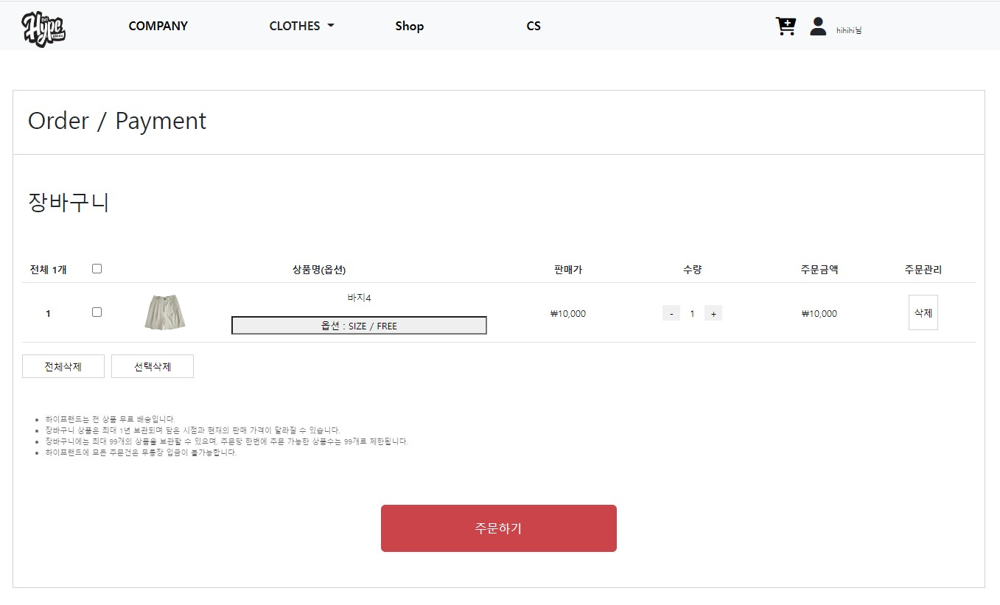 Hype
COMPANY CLOTHES Shop CS hihihi님
Order / Payment
장바구니
전체 1개 상품명(옵션) 판매가 수량 주문금액 주문관리
바지4
1 ₩10,000 - 1 + ₩10,000 삭제
옵션 : SIZE / FREE
전체삭제 선택삭제
하이프랜드는 전 상품 무료 배송입니다.
장바구니 상품은 최대 1년 보관되며 담은 시점과 현재의 판매 가격이 달라질 수 있습니다.
장바구니에는 최대 99개의 상품을 보관할 수 있으며, 주문당 한번에 주문 가능한 상품수는 99개로 제한됩니다.
하이프랜드에 모든 주문건은 무통장 입금이 불가능합니다.
주문하기